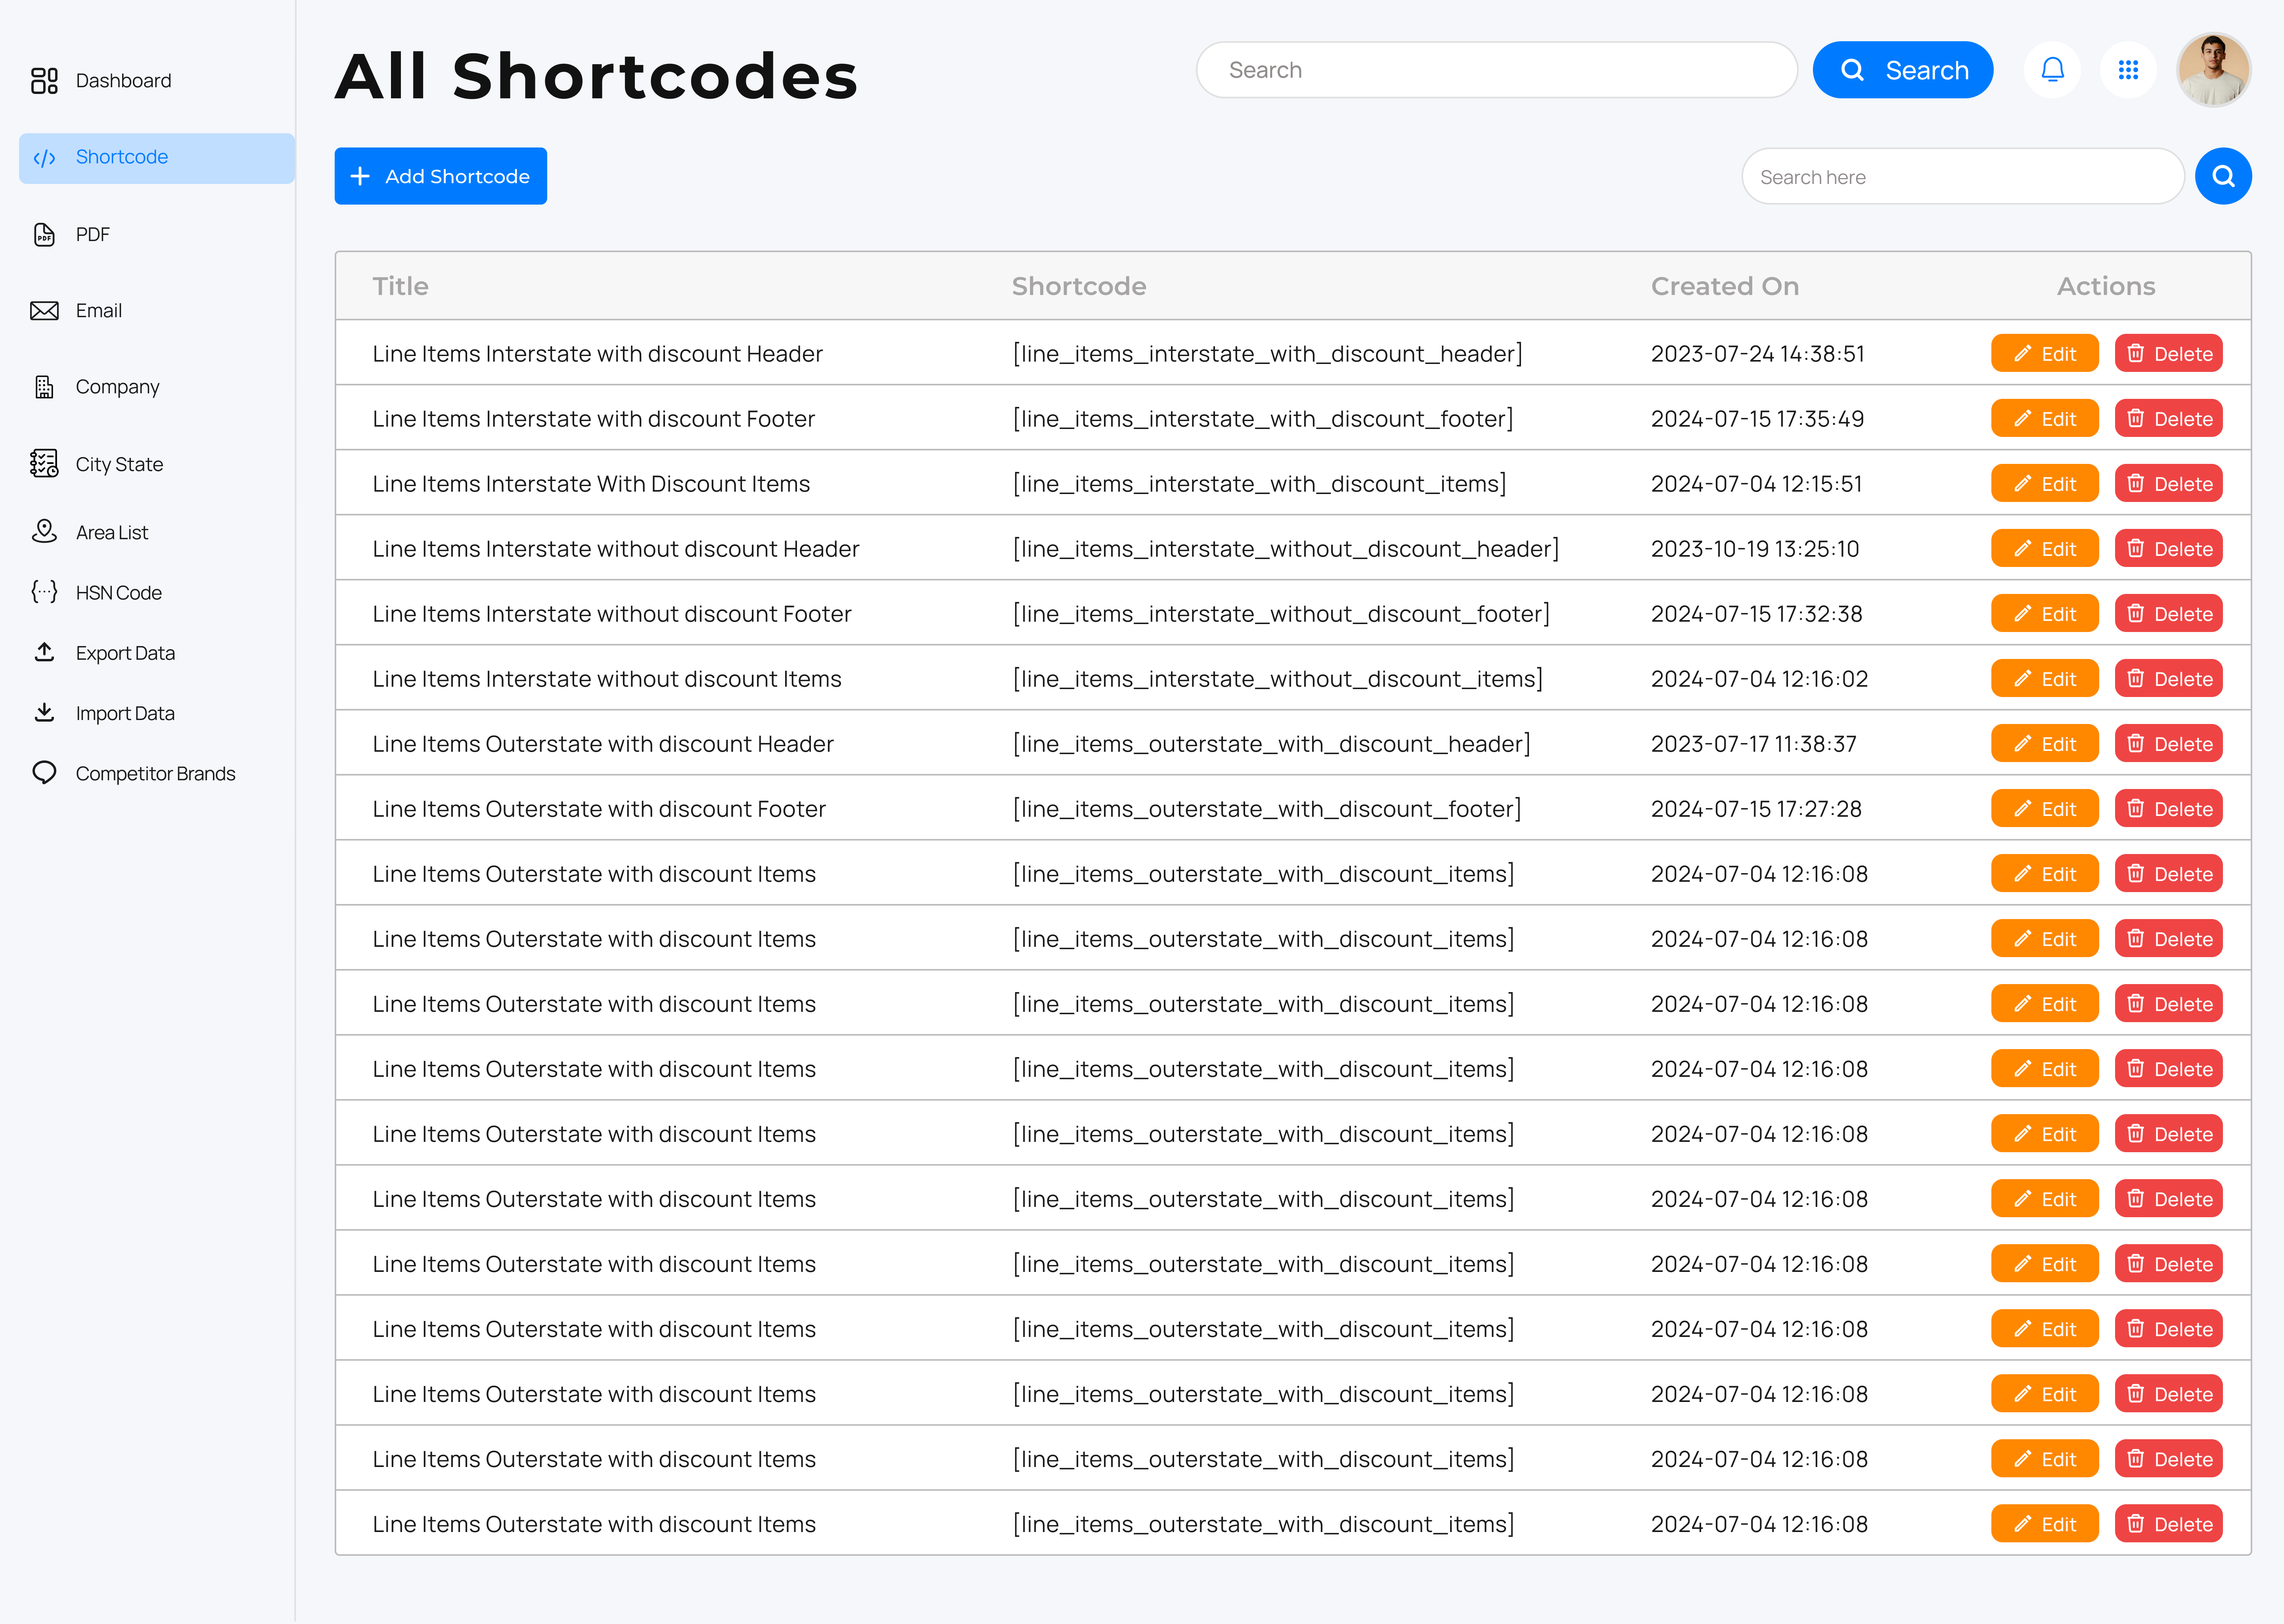 Dashboard
Shortcode
PDF
Email
Company
City State
Area List
HSN Code
Export Data
Import Data
Competitor Brands
All Shortcodes
Search
Search
Add Shortcode
Search here
Title Shortcode Created On Actions
Line Items Interstate with discount Header [line_items_interstate_with_discount_header] 2023-07-24 14:38:51 Edit Delete
Line Items Interstate with discount Footer [line_items_interstate_with_discount_footer] 2024-07-15 17:35:49 Edit Delete
Line Items Interstate With Discount Items [line_items_interstate_with_discount_items] 2024-07-04 12:15:51 Edit Delete
Line Items Interstate without discount Header [line_items_interstate_without_discount_header] 2023-10-19 13:25:10 Edit Delete
Line Items Interstate without discount Footer [line_items_interstate_without_discount_footer] 2024-07-15 17:32:38 Edit Delete
Line Items Interstate without discount Items [line_items_interstate_without_discount_items] 2024-07-04 12:16:02 Edit Delete
Line Items Outerstate with discount Header [line_items_outerstate_with_discount_header] 2023-07-17 11:38:37 Edit Delete
Line Items Outerstate with discount Footer [line_items_outerstate_with_discount_footer] 2024-07-15 17:27:28 Edit Delete
Line Items Outerstate with discount Items [line_items_outerstate_with_discount_items] 2024-07-04 12:16:08 Edit Delete
Line Items Outerstate with discount Items [line_items_outerstate_with_discount_items] 2024-07-04 12:16:08 Edit Delete
Line Items Outerstate with discount Items [line_items_outerstate_with_discount_items] 2024-07-04 12:16:08 Edit Delete
Line Items Outerstate with discount Items [line_items_outerstate_with_discount_items] 2024-07-04 12:16:08 Edit Delete
Line Items Outerstate with discount Items [line_items_outerstate_with_discount_items] 2024-07-04 12:16:08 Edit Delete
Line Items Outerstate with discount Items [line_items_outerstate_with_discount_items] 2024-07-04 12:16:08 Edit Delete
Line Items Outerstate with discount Items [line_items_outerstate_with_discount_items] 2024-07-04 12:16:08 Edit Delete
Line Items Outerstate with discount Items [line_items_outerstate_with_discount_items] 2024-07-04 12:16:08 Edit Delete
Line Items Outerstate with discount Items [line_items_outerstate_with_discount_items] 2024-07-04 12:16:08 Edit Delete
Line Items Outerstate with discount Items [line_items_outerstate_with_discount_items] 2024-07-04 12:16:08 Edit Delete
Line Items Outerstate with discount Items [line_items_outerstate_with_discount_items] 2024-07-04 12:16:08 Edit Delete